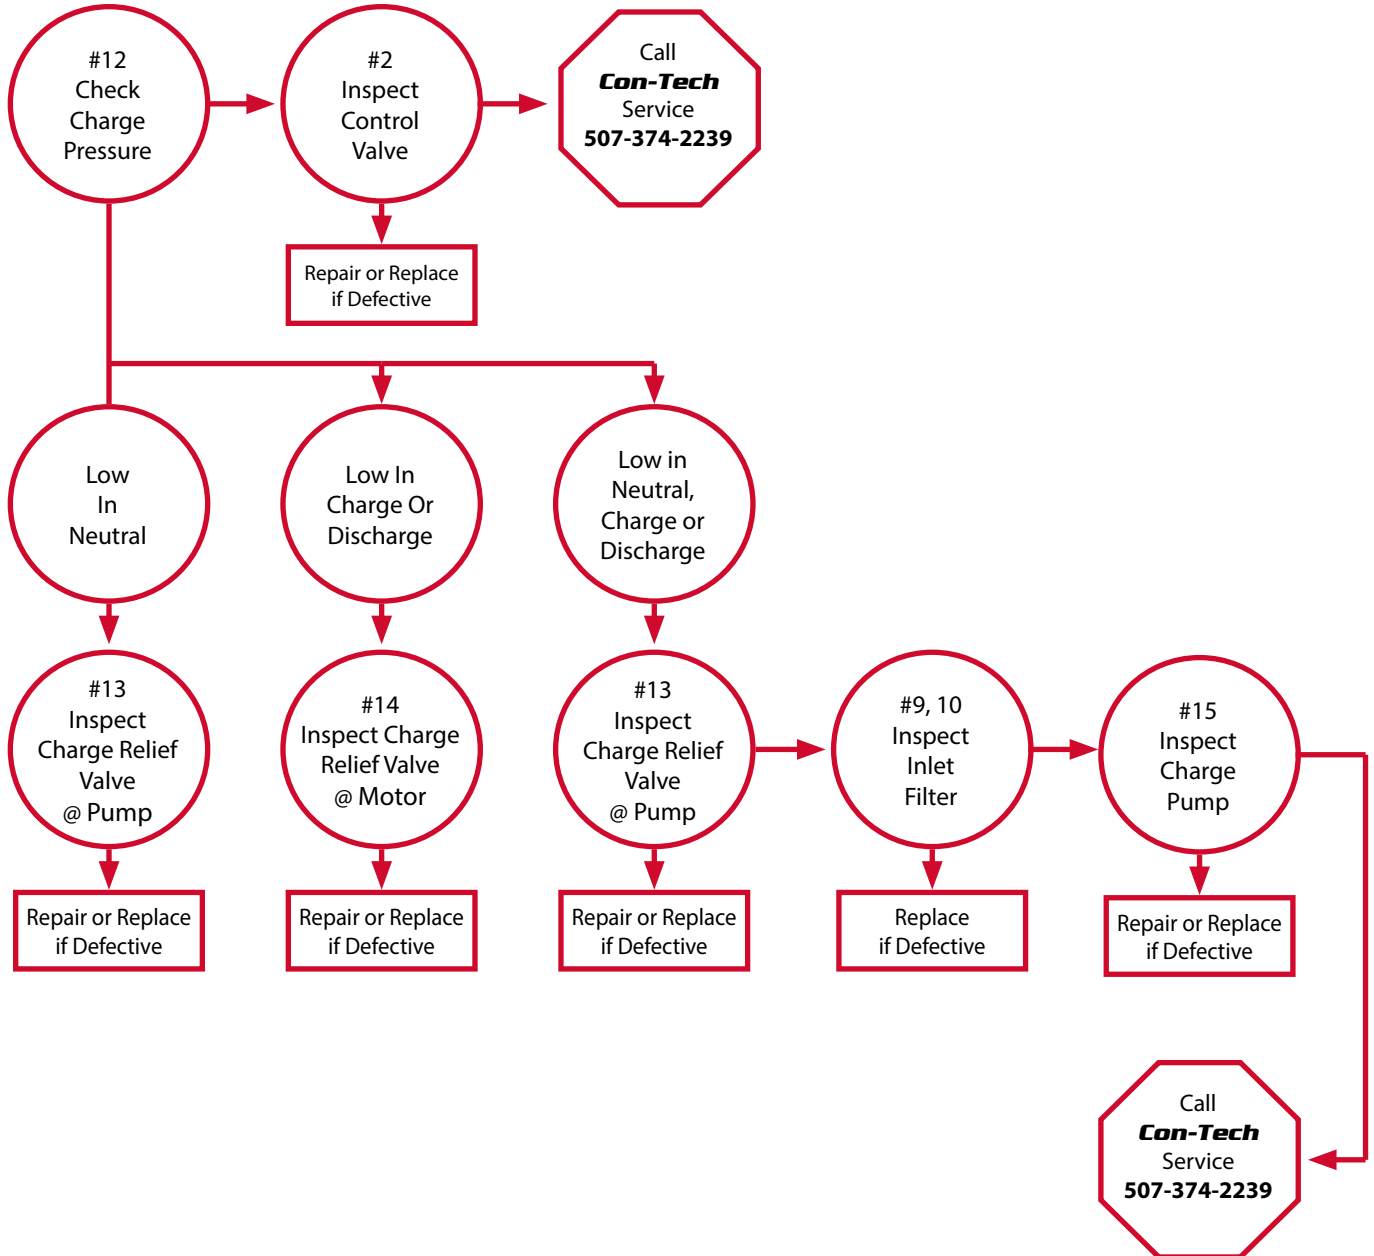 #12
Check
Charge
Pressure
#2
Inspect
Control
Valve
Call
Con-Tech
Service
507-374-2239
Repair or Replace
if Defective
Low
In
Neutral
Low In
Charge Or
Discharge
Low in
Neutral,
Charge or
Discharge
#13
Inspect
Charge Relief
Valve
@ Pump
#14
Inspect Charge
Relief Valve
@ Motor
#13
Inspect
Charge Relief
Valve
@ Pump
#9, 10
Inspect
Inlet
Filter
#15
Inspect
Charge
Pump
Repair or Replace
if Defective
Repair or Replace
if Defective
Repair or Replace
if Defective
Replace
if Defective
Repair or Replace
if Defective
Call
Con-Tech
Service
507-374-2239